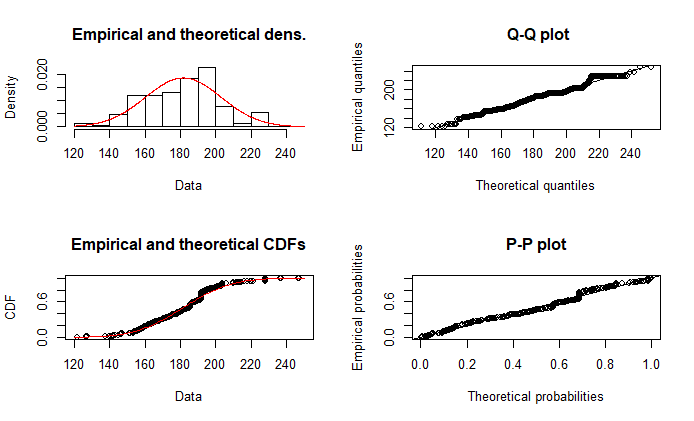 Empirical and theoretical dens.
Density
0.000 0.020
120 140 160 180 200 220 240
Data
Q-Q plot
Empirical quantiles
120 200
120 140 160 180 200 220 240
Theoretical quantiles
Empirical and theoretical CDFs
CDF
0.0 0.6
120 140 160 180 200 220 240
Data
P-P plot
Empirical probabilities
0.0 0.6
0.0 0.2 0.4 0.6 0.8 1.0
Theoretical probabilities